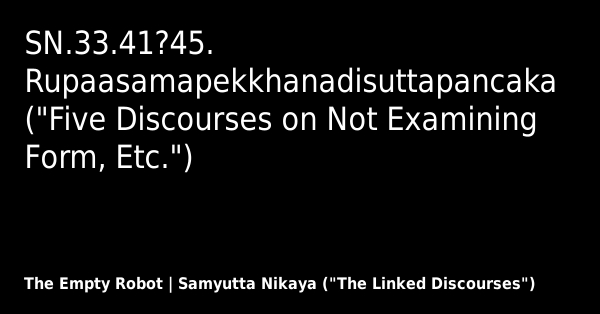 SN.33.41?45.
Rupaasamapekkhanadisuttapancaka
("Five Discourses on Not Examining
Form, Etc.")
The Empty Robot | Samyutta Nikaya ("The Linked Discourses")